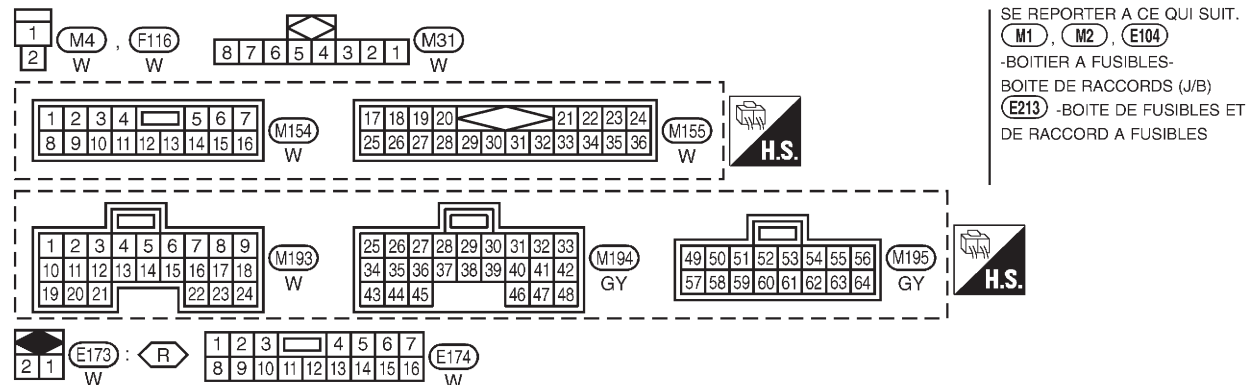 1
2
M4 , F116
W W
8 7 6 5 4 3 2 1
M31
W
SE REPORTER A CE QUI SUIT.
M1 , M2 , E104
-BOITIER A FUSIBLES-
BOITE DE RACCORDS (J/B)
E213 -BOITE DE FUSIBLES ET
DE RACCORD A FUSIBLES
1 2 3 4 5 6 7
8 9 10 11 12 13 14 15 16
M154
W
17 18 19 20 21 22 23 24
25 26 27 28 29 30 31 32 33 34 35 36
M155
W
H.S.
1 2 3 4 5 6 7 8 9
10 11 12 13 14 15 16 17 18
19 20 21 22 23 24
M193
W
25 26 27 28 29 30 31 32 33
34 35 36 37 38 39 40 41 42
43 44 45 46 47 48
M194
GY
49 50 51 52 53 54 55 56
57 58 59 60 61 62 63 64
M195
GY
H.S.
2 1
E173 : R
W
1 2 3 4 5 6 7
8 9 10 11 12 13 14 15 16
E174
W